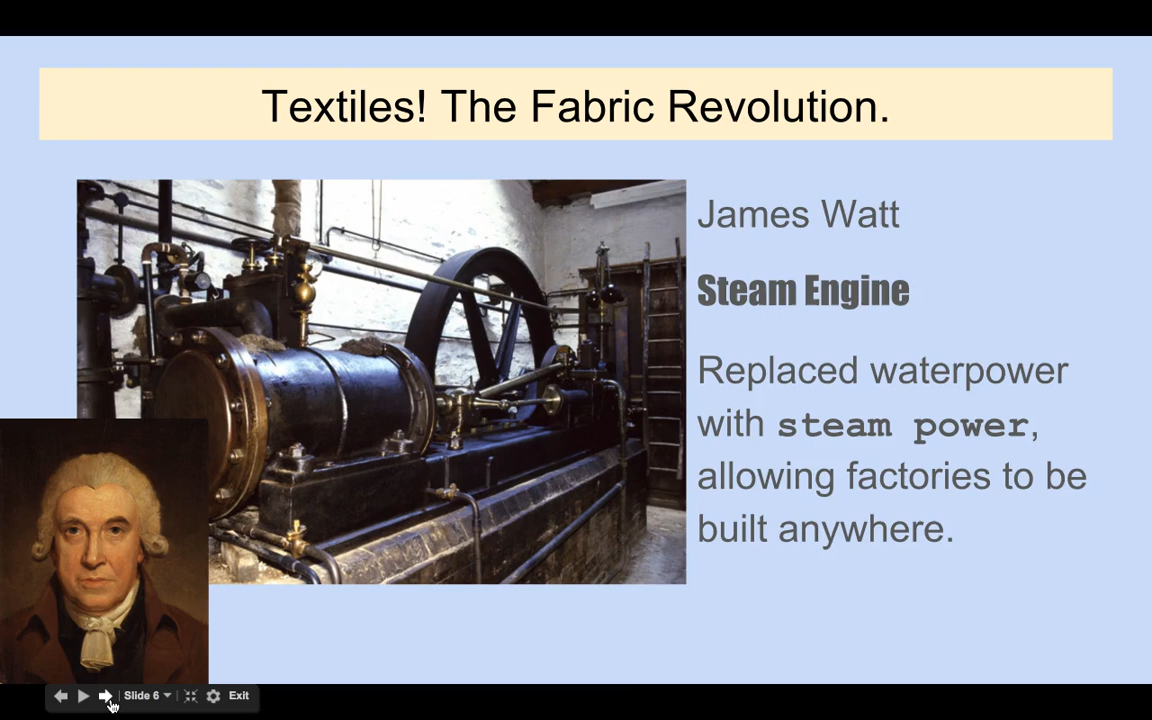 Textiles! The Fabric Revolution.
James Watt
Steam Engine
Replaced waterpower
with steam power,
allowing factories to be
built anywhere.
Slide 6
Exit